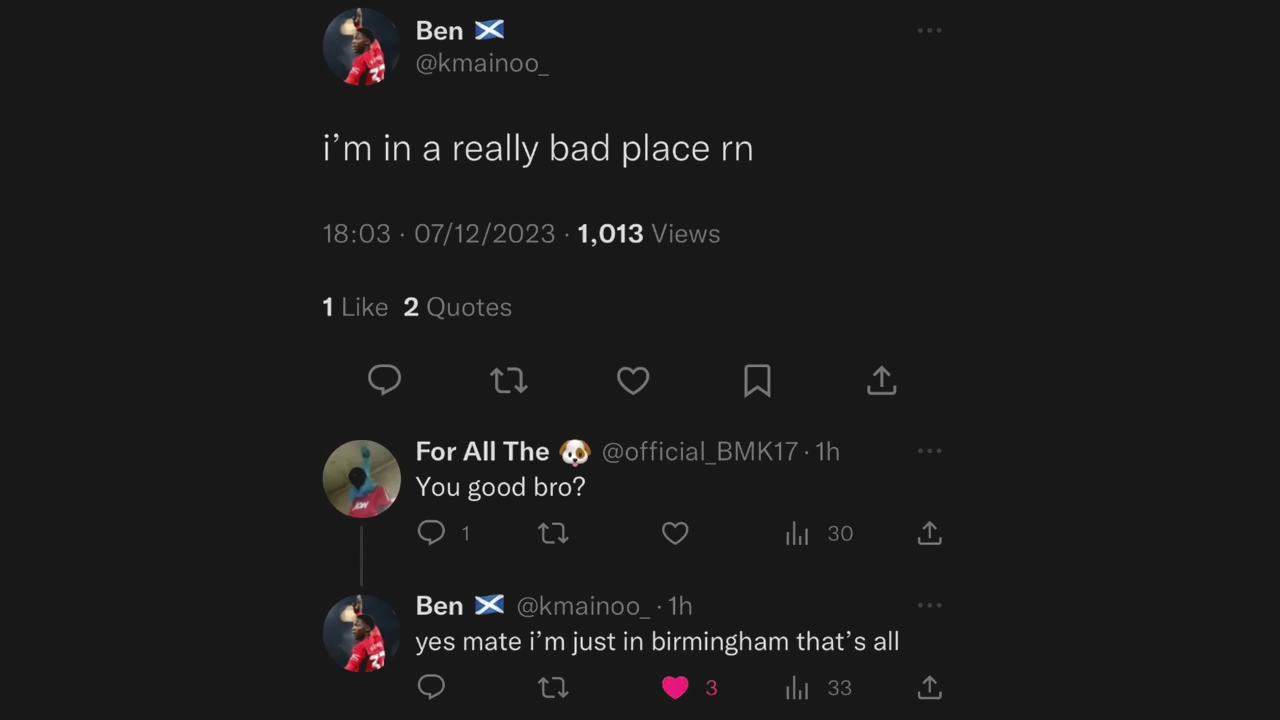 Ben 🏴󠁧󠁢󠁳󠁣󠁴󠁿
@kmainoo_
i’m in a really bad place rn
18:03 · 07/12/2023 · 1,013 Views
1 Like 2 Quotes
For All The 🐶 @official_BMK17 · 1h
You good bro?
1 30
Ben 🏴󠁧󠁢󠁳󠁣󠁴󠁿 @kmainoo_ · 1h
yes mate i’m just in birmingham that’s all
3 33